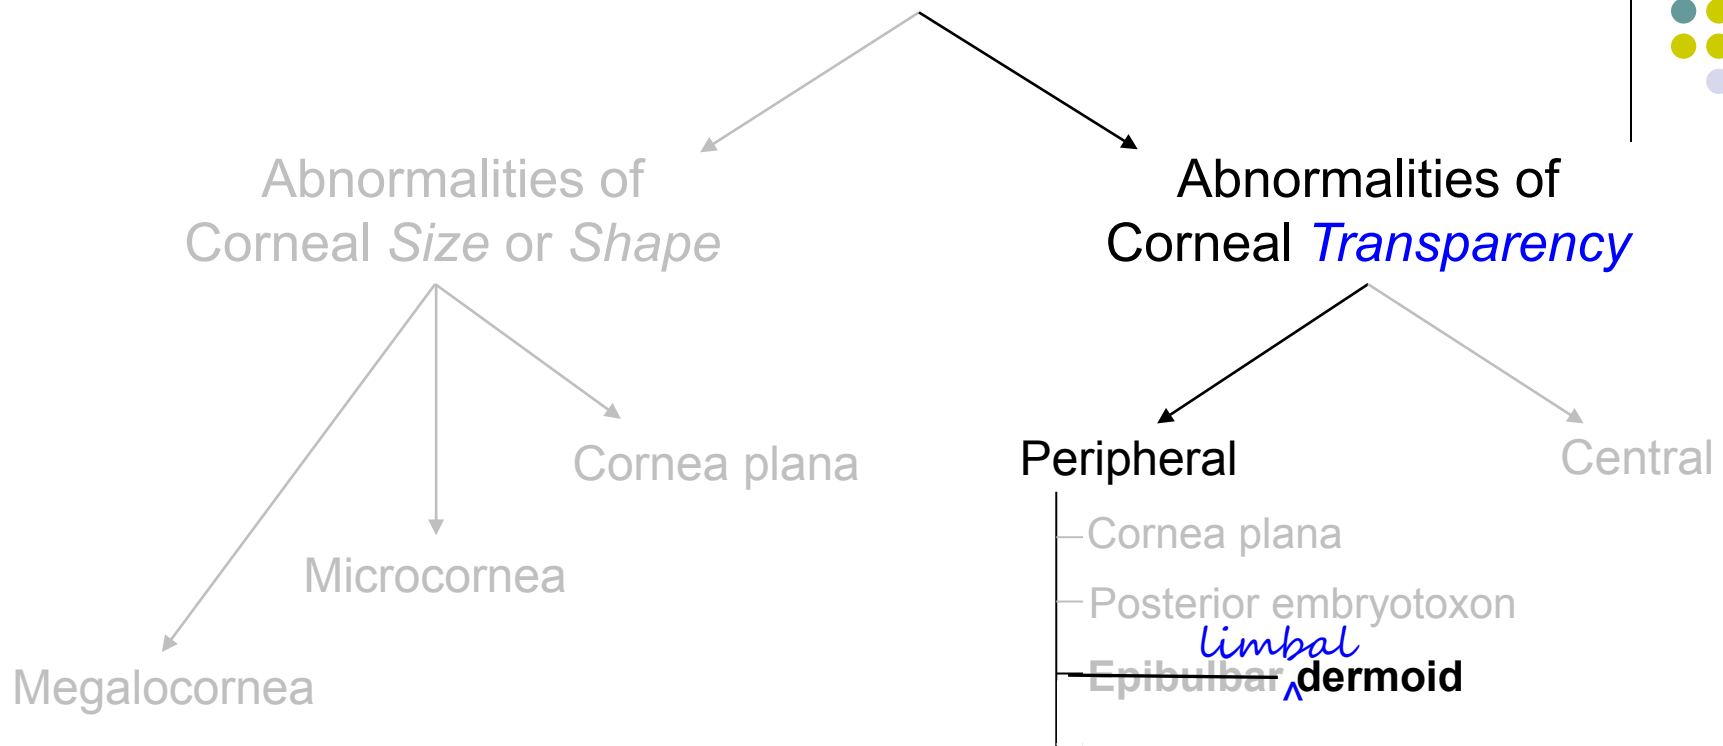 Abnormalities of
Corneal Size or Shape
Abnormalities of
Corneal Transparency
Cornea plana
Microcornea
Megalocornea
Peripheral
Central
Cornea plana
Posterior embryotoxon
limbal
Epibulbar ^ dermoid